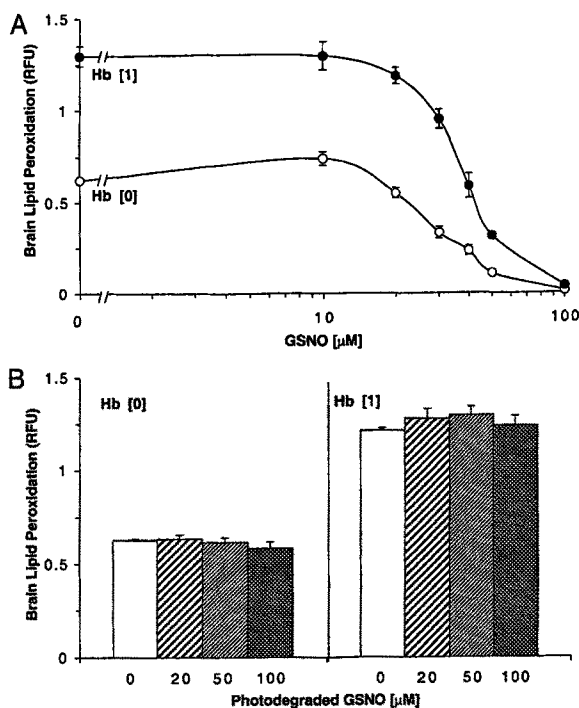 A
Brain Lipid Peroxidation (RFU)
1.5
1
0.5
0
Hb [1]
Hb [0]
0
10
100
GSNO [µM]
B
Brain Lipid Peroxidation (RFU)
1.5
1
0.5
0
Hb [0]
Hb [1]
0 20 50 100
0 20 50 100
Photodegraded GSNO [µM]